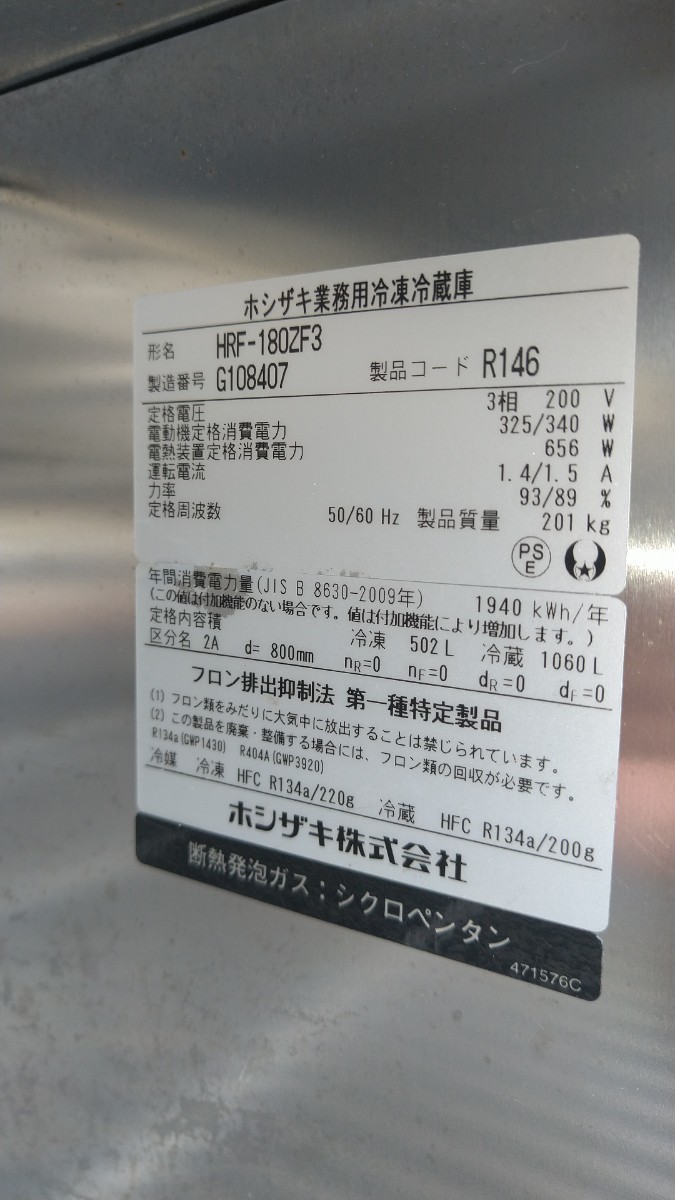 ホシザキ業務用冷凍冷蔵庫
形名 HRF-180ZF3
製造番号 G108407 製品コード R146
定格電圧 3相 200 V
電動機定格消費電力 325/340 W
電熱装置定格消費電力 656 W
運転電流 1.4/1.5 A
力率 93/89 %
定格周波数 50/60 Hz 製品質量 201 kg
PS
E
年間消費電力量(JIS B 8630-2009年) 1940 kWh/年
(この値は付加機能のない場合です。値は付加機能により増加します。)
定格内容積 冷凍 502 L 冷蔵 1060 L
区分名 2A d= 800mm nR=0 nF=0 dR=0 dF=0
フロン排出抑制法 第一種特定製品
(1) フロン類をみだりに大気中に放出することは禁じられています。
(2) この製品を廃棄・整備する場合には、フロン類の回収が必要です。
R134a(GWP1430) R404A(GWP3920)
冷媒 冷凍 HFC R134a/220g 冷蔵 HFC R134a/200g
ホシザキ株式会社
断熱発泡ガス:シクロペンタン
471576C